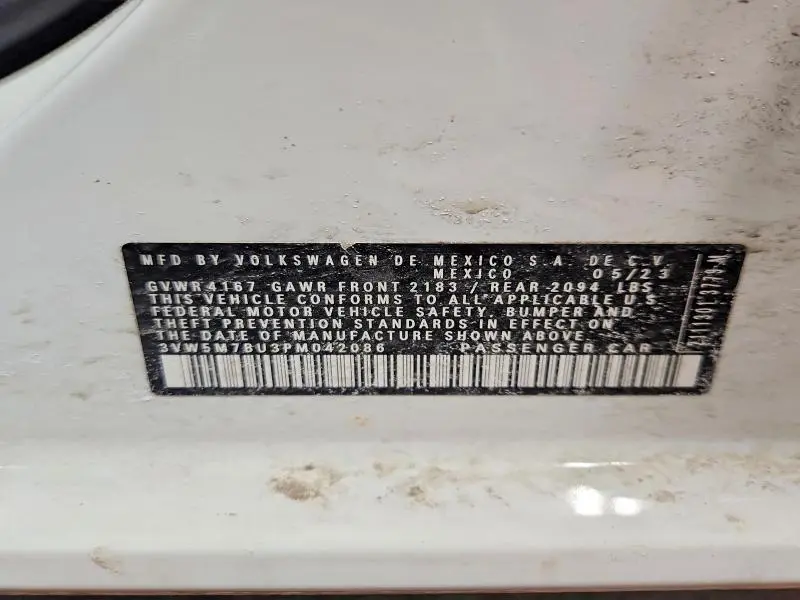 MFD BY VOLKSWAGEN DE MEXICO S.A. DE C.V.
MEXICO 05/23
GVWR 4167 GAWR FRONT 2183 / REAR 2094 LBS
THIS VEHICLE CONFORMS TO ALL APPLICABLE U.S.
FEDERAL MOTOR VEHICLE SAFETY, BUMPER AND
THEFT PREVENTION STANDARDS IN EFFECT ON
THE DATE OF MANUFACTURE SHOWN ABOVE.
3VW5M7BU3PM042086 PASSENGER CAR